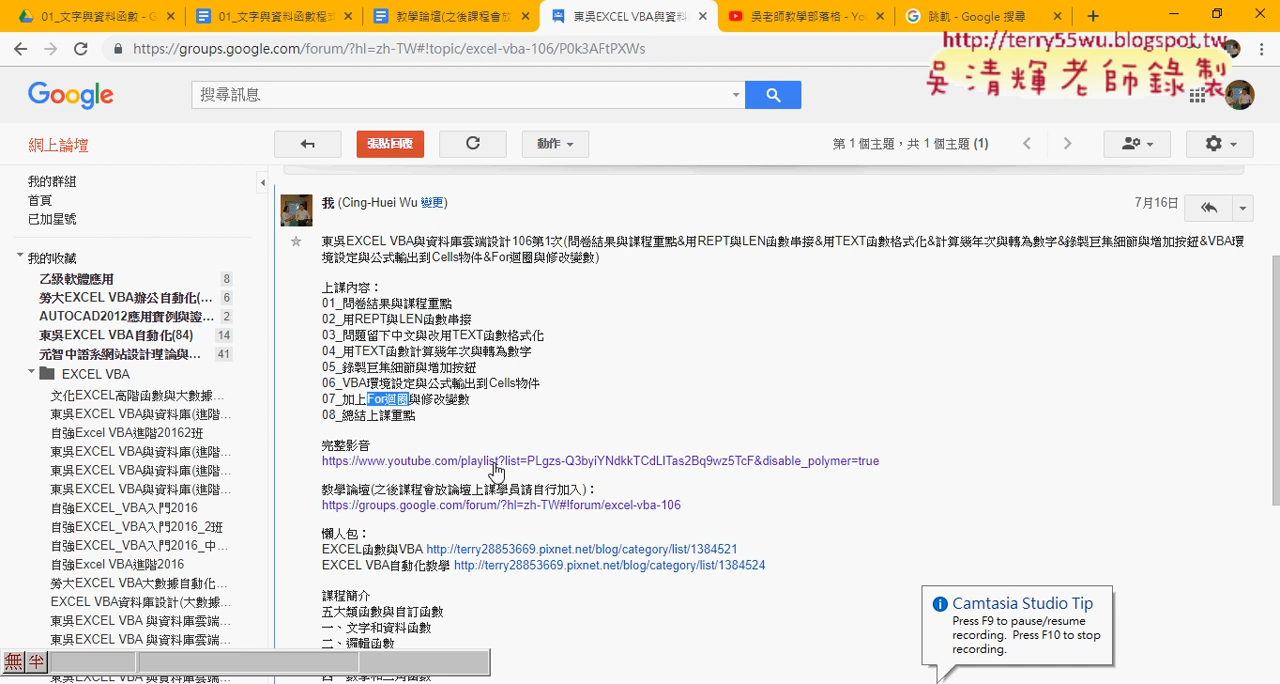 01_文字與資料函數 - G
01_文字與資料函數程式
教學論壇(之後課程會放
東吳EXCEL VBA與資料
吳老師教學部落格 - Yo
跳軌 - Google 搜尋
https://groups.google.com/forum/?hl=zh-TW#!topic/excel-vba-106/P0k3AFtPXWs
http://terry55wu.blogspot.tw
吳清輝老師錄製
Google
搜尋訊息
網上論壇
張貼回覆
動作
第 1 個主題，共 1 個主題 (1)
我的群組
首頁
已加星號
我的收藏
乙級軟體應用 8
勞大EXCEL VBA辦公自動化(... 6
AUTOCAD2012應用實例與證... 2
東吳EXCEL VBA自動化(84) 14
元智中語系網站設計理論與... 41
EXCEL VBA
文化EXCEL高階函數與大數據...
東吳EXCEL VBA與資料庫(進階...
自強Excel VBA進階20162班
東吳EXCEL VBA與資料庫(進階...
東吳EXCEL VBA與資料庫(進階...
東吳EXCEL VBA與資料庫(進階...
自強EXCEL_VBA入門2016
自強EXCEL_VBA入門2016_2班
自強EXCEL_VBA入門2016_中...
自強Excel VBA進階2016
勞大EXCEL VBA大數據自動化...
EXCEL VBA資料庫設計(大數據...
東吳EXCEL VBA 與資料庫雲端...
東吳EXCEL VBA 與資料庫雲端...
我 (Cing-Huei Wu 變更)
7月16日
東吳EXCEL VBA與資料庫雲端設計106第1次(問卷結果與課程重點&用REPT與LEN函數串接&用TEXT函數格式化&計算幾年次與轉為數字&錄製巨集細節與增加按鈕&VBA環
境設定與公式輸出到Cells物件&For迴圈與修改變數)
上課內容：
01_問卷結果與課程重點
02_用REPT與LEN函數串接
03_問題留下中文與改用TEXT函數格式化
04_用TEXT函數計算幾年次與轉為數字
05_錄製巨集細節與增加按鈕
06_VBA環境設定與公式輸出到Cells物件
07_加上For迴圈與修改變數
08_總結上課重點
完整影音
https://www.youtube.com/playlist?list=PLgzs-Q3byiYNdkkTCdLITas2Bq9wz5TcF&disable_polymer=true
教學論壇(之後課程會放論壇上課學員請自行加入)：
https://groups.google.com/forum/?hl=zh-TW#!forum/excel-vba-106
懶人包：
EXCEL函數與VBA http://terry28853669.pixnet.net/blog/category/list/1384521
EXCEL VBA自動化教學 http://terry28853669.pixnet.net/blog/category/list/1384524
課程簡介
五大類函數與自訂函數
一、文字和資料函數
二、邏輯函數
Camtasia Studio Tip
Press F9 to pause/resume
recording. Press F10 to stop
recording.
無 半